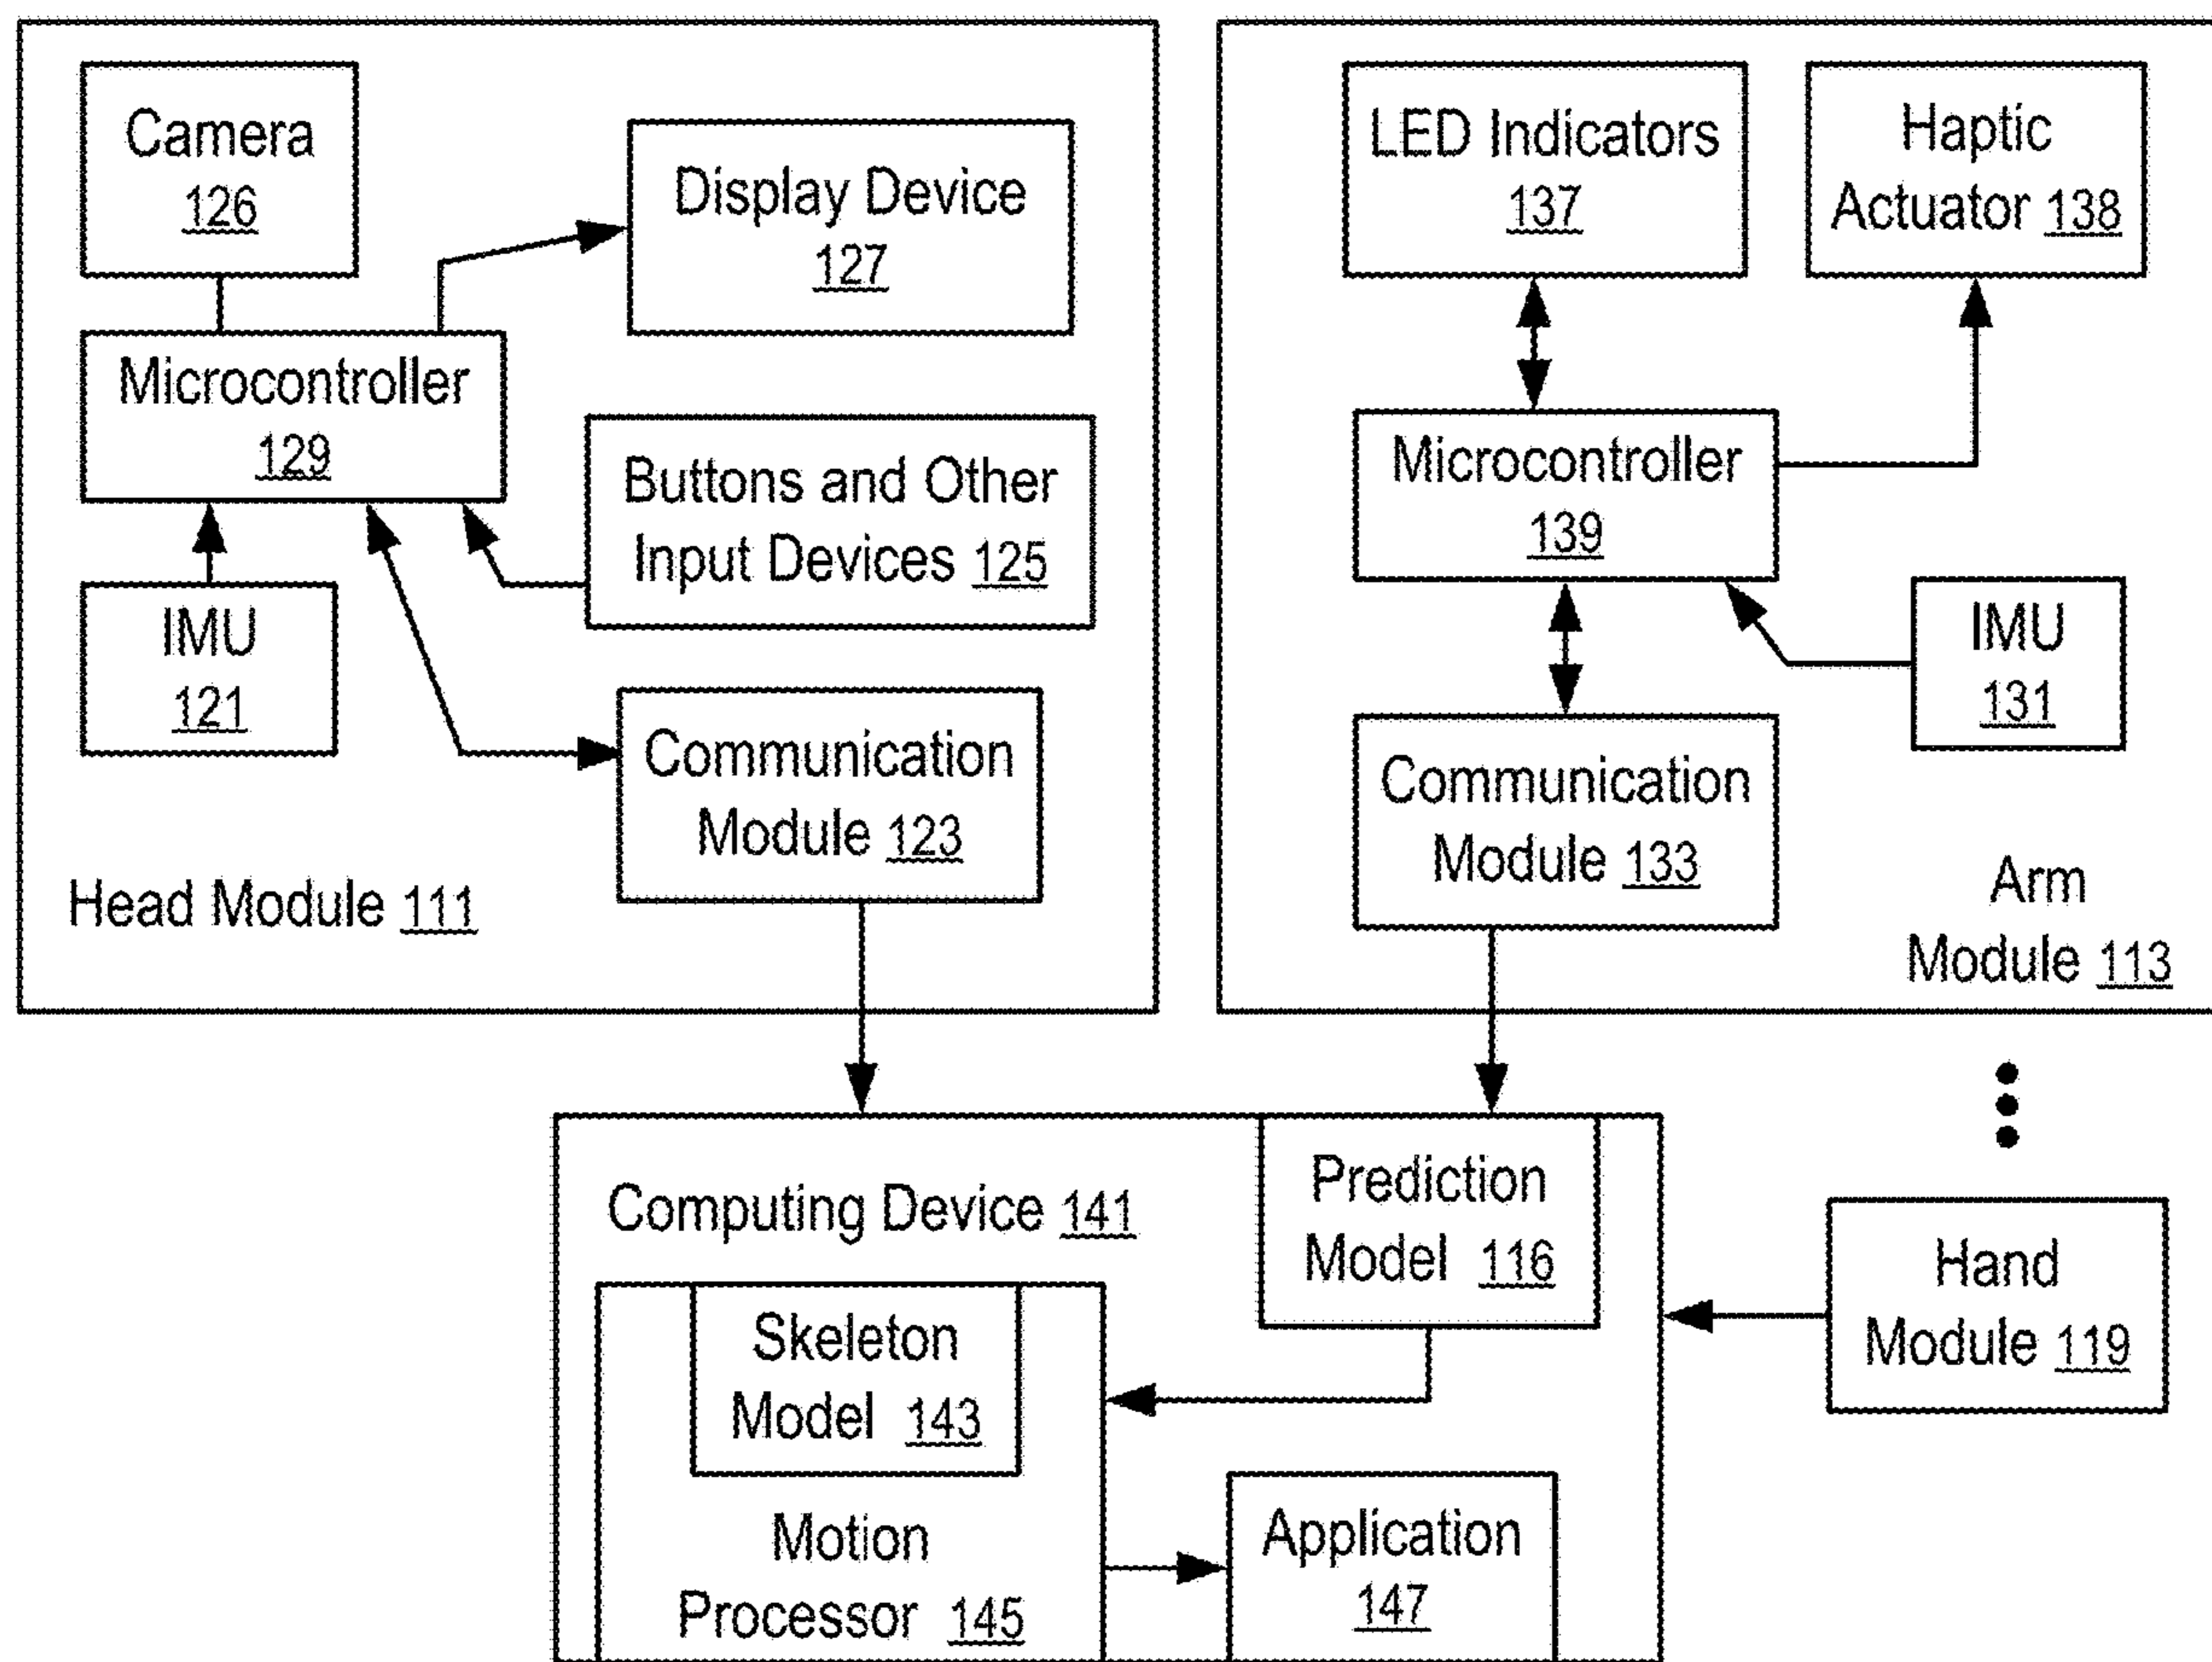 Camera
126
Display Device
127
Microcontroller
129
Buttons and Other
Input Devices 125
IMU
121
Communication
Module 123
Head Module 111
LED Indicators
137
Haptic
Actuator 138
Microcontroller
139
IMU
131
Communication
Module 133
Arm
Module 113
Computing Device 141
Prediction
Model 116
Hand
Module 119
Skeleton
Model 143
Motion
Processor 145
Application
147